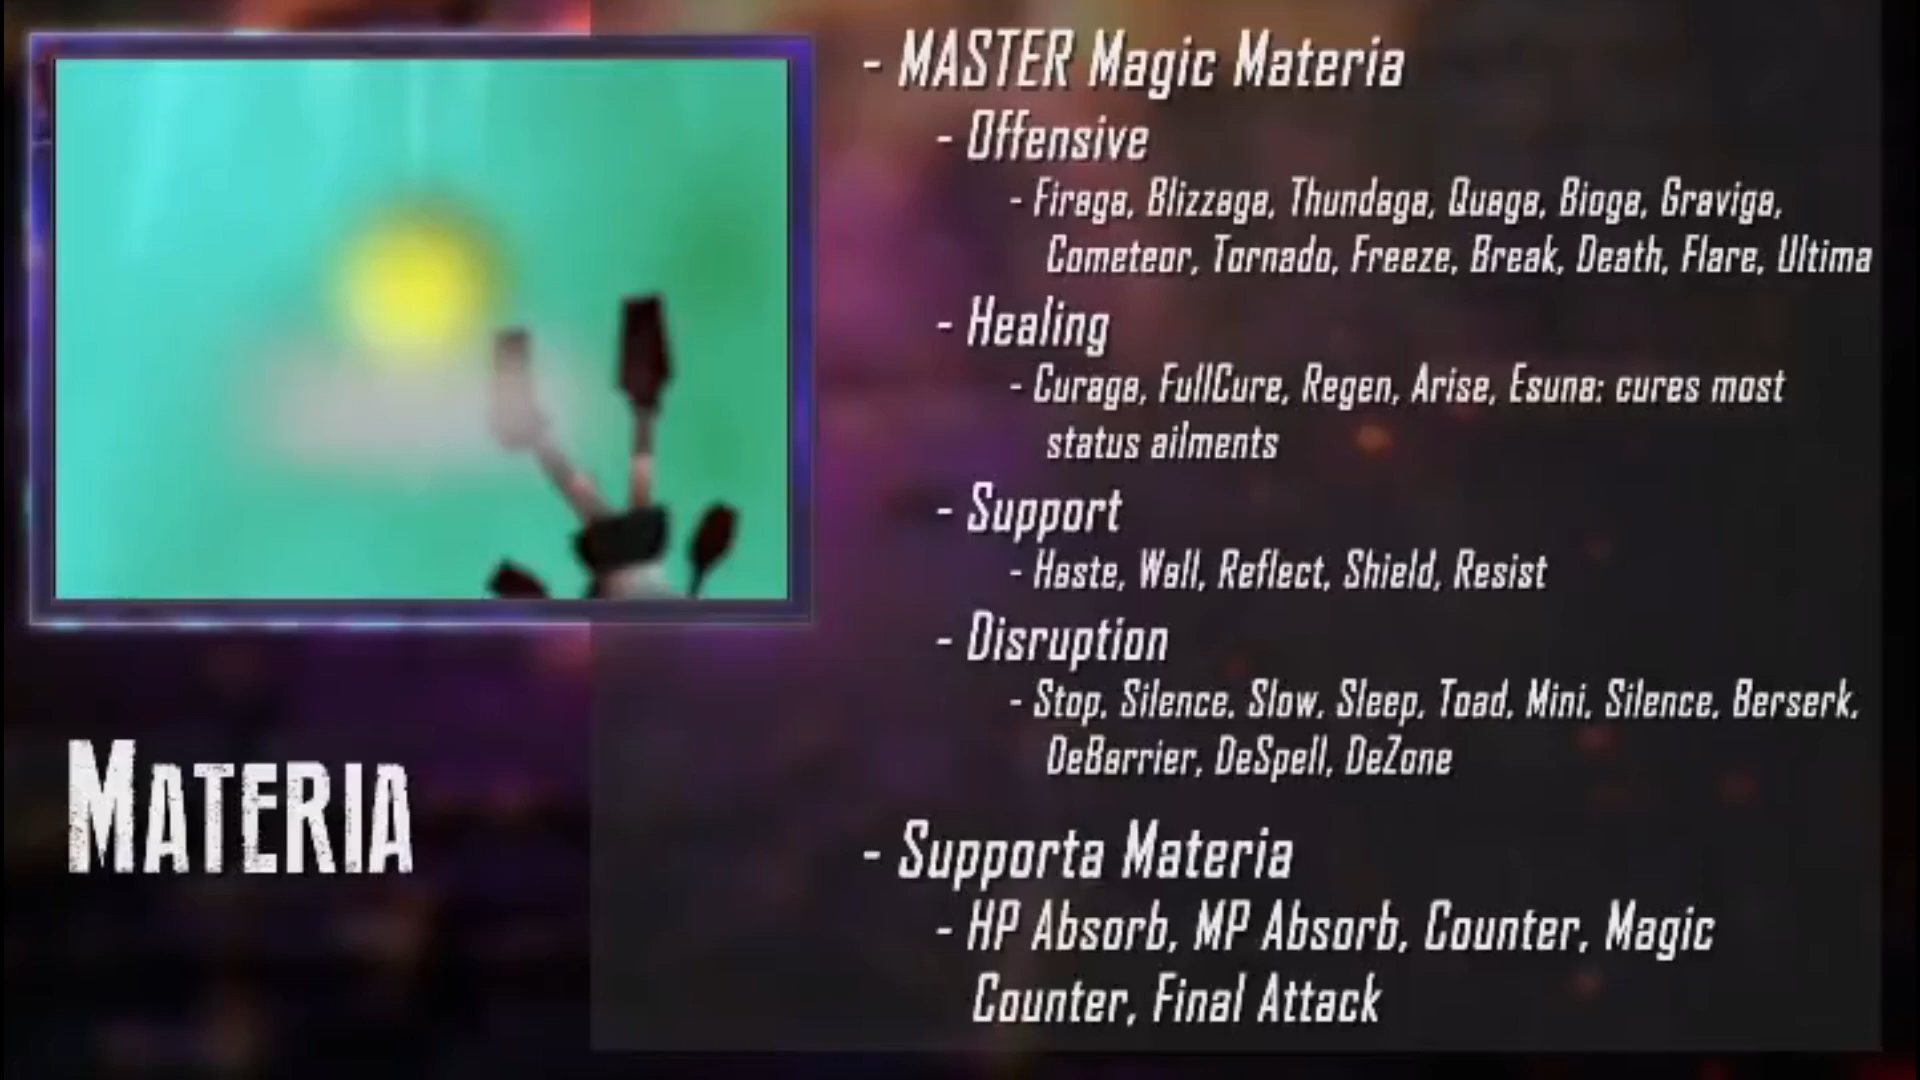 - MASTER Magic Materia
- Offensive
- Firaga, Blizzaga, Thundaga, Quaga, Bioga, Graviga,
Cometeor, Tornado, Freeze, Break, Death, Flare, Ultima
- Healing
- Curaga, FullCure, Regen, Arise, Esuna: cures most
status ailments
- Support
- Haste, Wall, Reflect, Shield, Resist
- Disruption
- Stop, Silence, Slow, Sleep, Toad, Mini, Silence, Berserk,
DeBarrier, DeSpell, DeZone
MATERIA
- Supporta Materia
- HP Absorb, MP Absorb, Counter, Magic
Counter, Final Attack